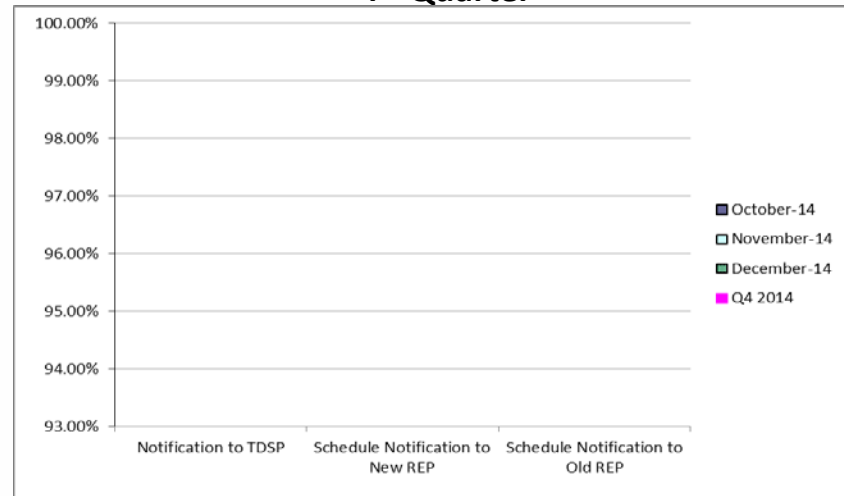 100.00%
99.00%
98.00%
97.00%
96.00%
95.00%
94.00%
93.00%
Notification to TDSP
Schedule Notification to
New REP
Schedule Notification to
Old REP
October-14
November-14
December-14
Q4 2014